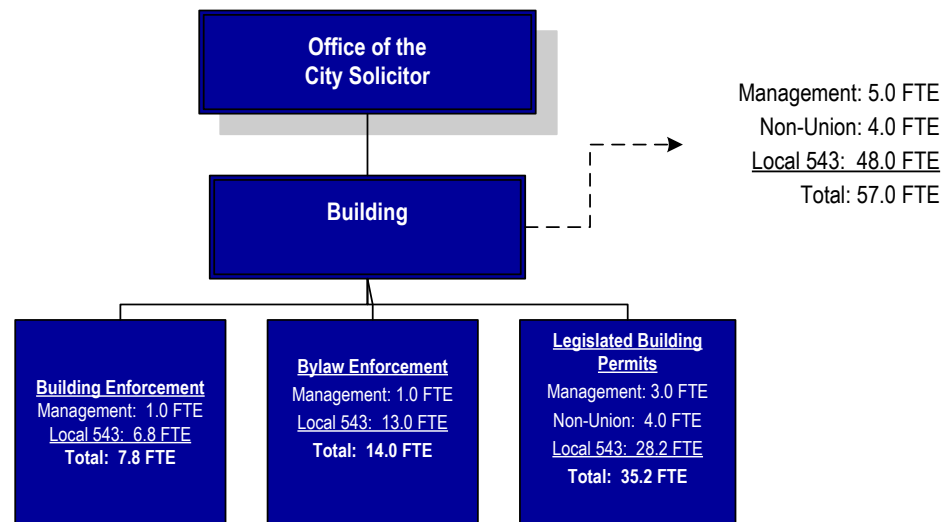 Office of the
City Solicitor
Management: 5.0 FTE
Non-Union: 4.0 FTE
Local 543: 48.0 FTE
Total: 57.0 FTE
Building
Building Enforcement
Management: 1.0 FTE
Local 543: 6.8 FTE
Total: 7.8 FTE
Bylaw Enforcement
Management: 1.0 FTE
Local 543: 13.0 FTE
Total: 14.0 FTE
Legislated Building
Permits
Management: 3.0 FTE
Non-Union: 4.0 FTE
Local 543: 28.2 FTE
Total: 35.2 FTE